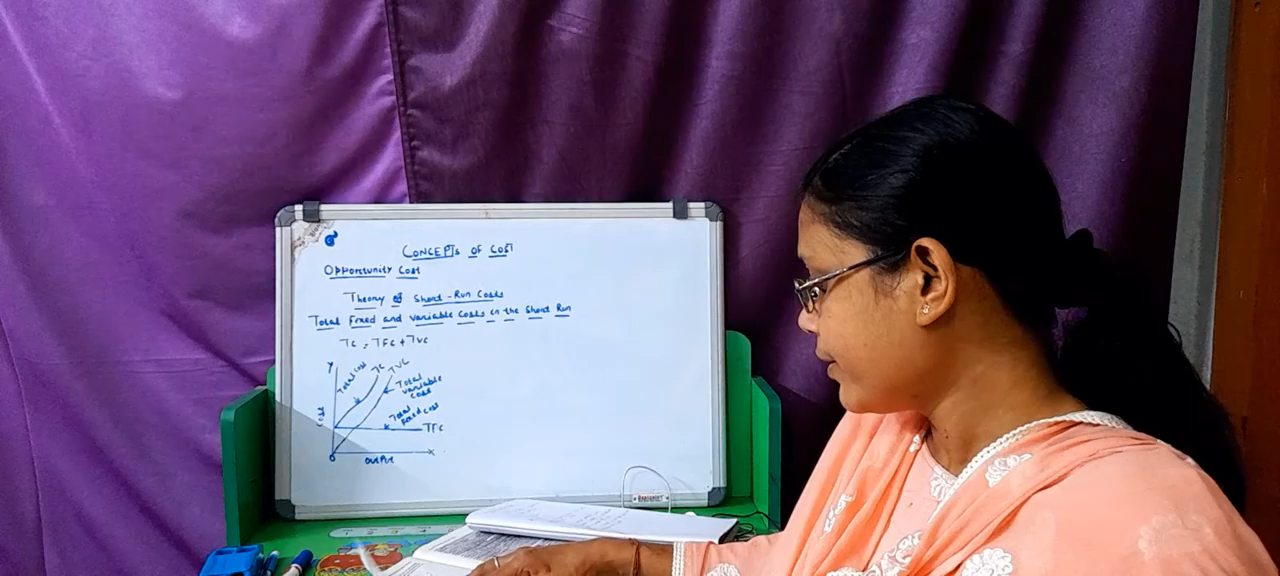 CONCEPTS OF COST
Opportunity Cost
Theory of Short-Run Costs
Total Fixed and Variable Costs in the Short Run
TC = TFC + TVC
Y
Total Cost
TC
TVC
Total
variable
cost
Cost
Total
fixed cost
TFC
O
OUTPUT
X